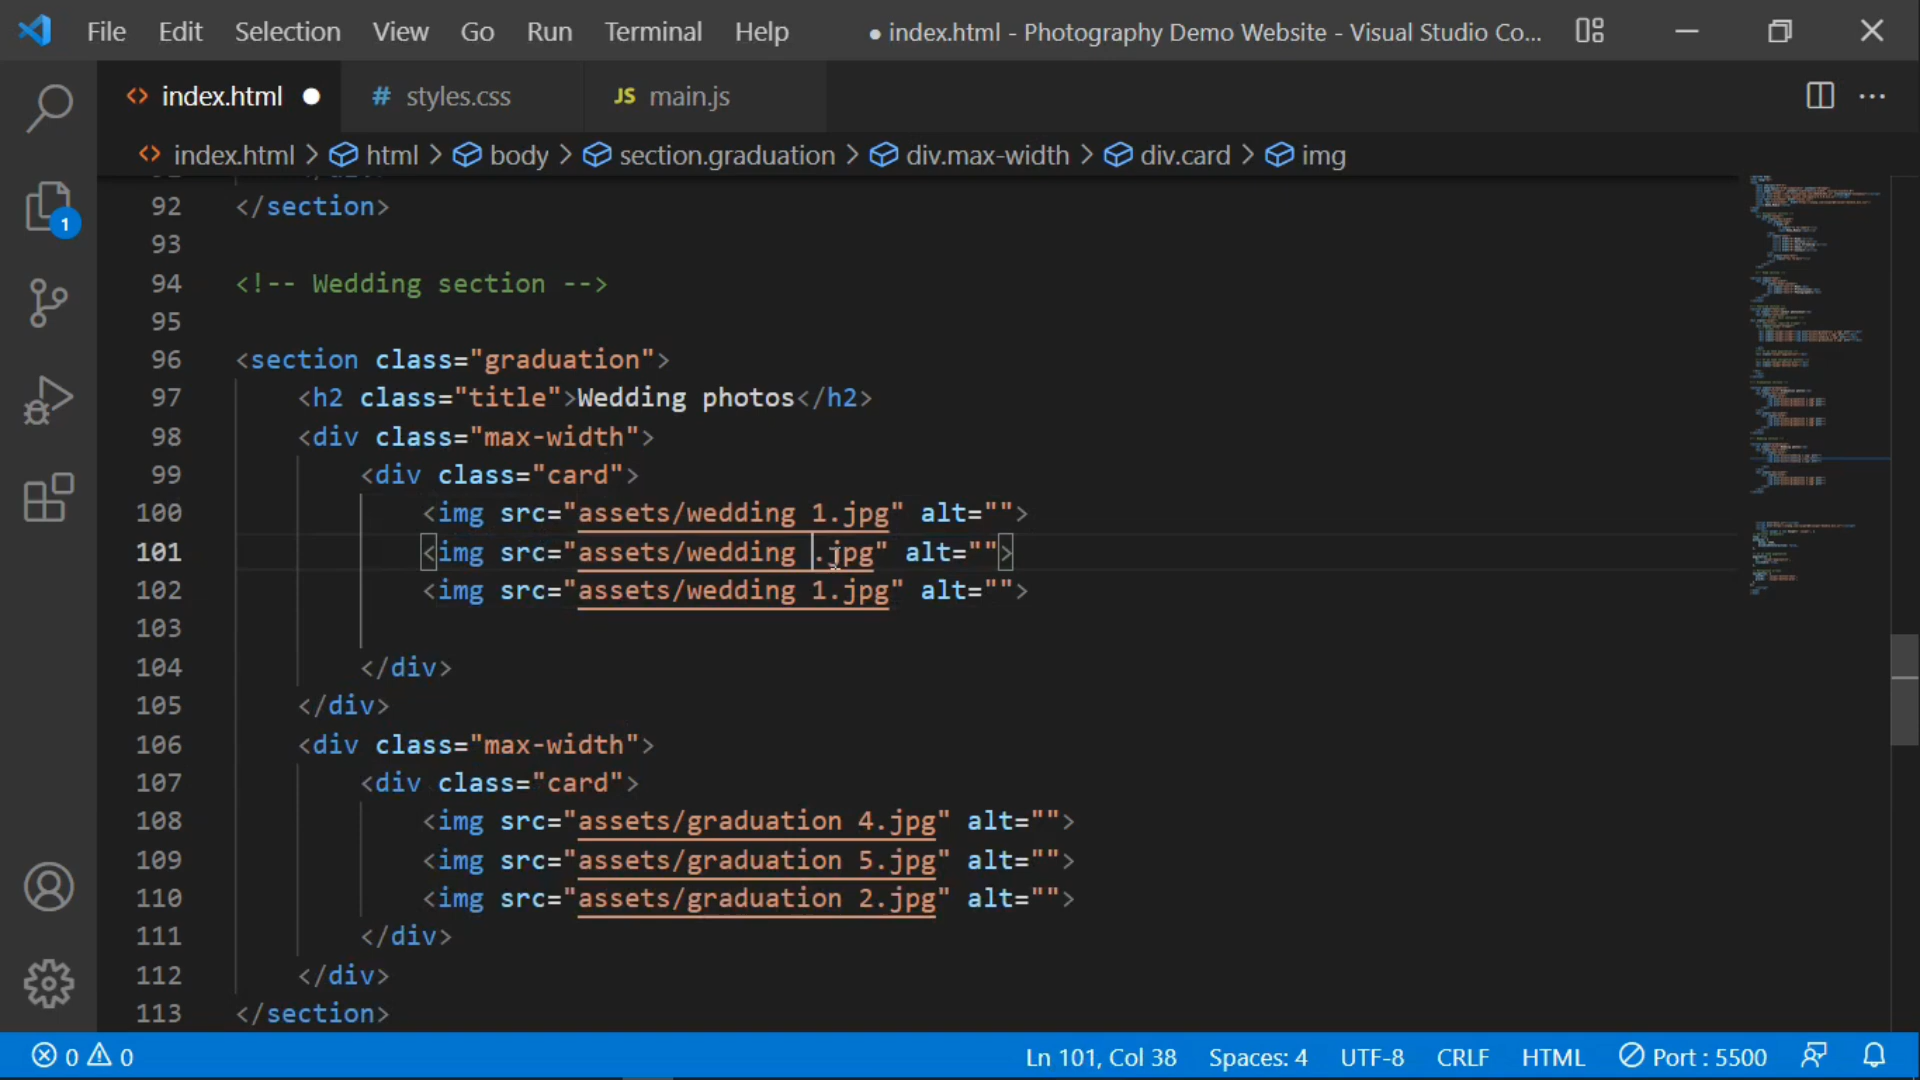 File Edit Selection View Go Run Terminal Help ● index.html - Photography Demo Website - Visual Studio Co...
<> index.html ● # styles.css JS main.js ...
<> index.html > html > body > section.graduation > div.max-width > div.card > img
92 </section>
93
94 <!-- Wedding section -->
95
96 <section class="graduation">
97 <h2 class="title">Wedding photos</h2>
98 <div class="max-width">
99 <div class="card">
100 <img src="assets/wedding 1.jpg" alt="">
101 <img src="assets/wedding .jpg" alt="">
102 <img src="assets/wedding 1.jpg" alt="">
103
104 </div>
105 </div>
106 <div class="max-width">
107 <div class="card">
108 <img src="assets/graduation 4.jpg" alt="">
109 <img src="assets/graduation 5.jpg" alt="">
110 <img src="assets/graduation 2.jpg" alt="">
111 </div>
112 </div>
113 </section>
1
0 0 Ln 101, Col 38 Spaces: 4 UTF-8 CRLF HTML Port : 5500